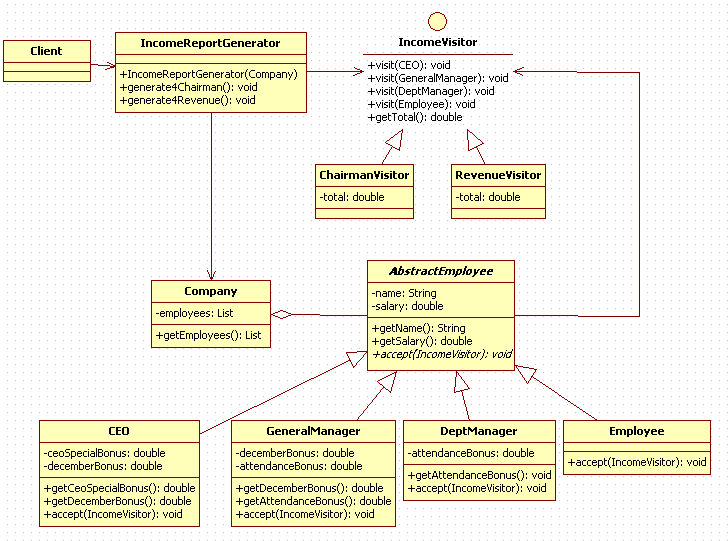 Client
IncomeReportGenerator
+IncomeReportGenerator(Company)
+generate4Chairman(): void
+generate4Revenue(): void
IncomeVisitor
+visit(CEO): void
+visit(GeneralManager): void
+visit(DeptManager): void
+visit(Employee): void
+getTotal(): double
ChairmanVisitor
-total: double
RevenueVisitor
-total: double
Company
-employees: List
+getEmployees(): List
AbstractEmployee
-name: String
-salary: double
+getName(): String
+getSalary(): double
+accept(IncomeVisitor): void
CEO
-ceoSpecialBonus: double
-decemberBonus: double
+getCeoSpecialBonus(): double
+getDecemberBonus(): double
+accept(IncomeVisitor): void
GeneralManager
-decemberBonus: double
-attendanceBonus: double
+getDecemberBonus(): double
+getAttendanceBonus(): double
+accept(IncomeVisitor): void
DeptManager
-attendanceBonus: double
+getAttendanceBonus(): void
+accept(IncomeVisitor): void
Employee
+accept(IncomeVisitor): void